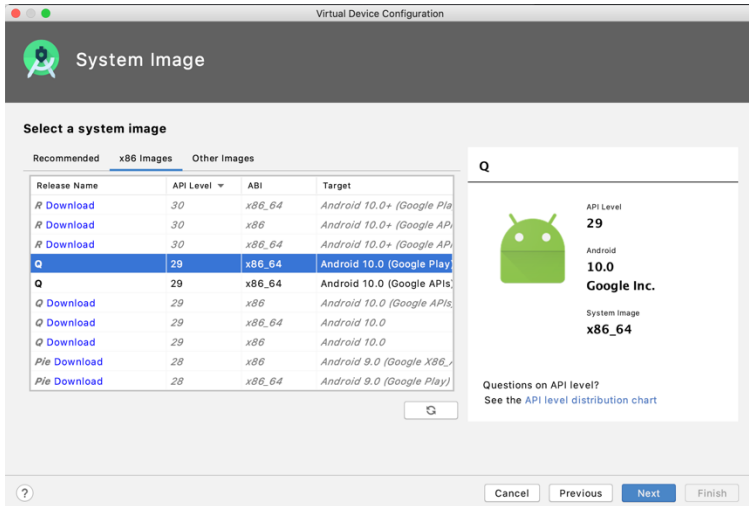 Virtual Device Configuration
System Image
Select a system image
Recommended x86 Images Other Images
Release Name API Level ABI Target
R Download 30 x86_64 Android 10.0+ (Google Pla
R Download 30 x86 Android 10.0+ (Google AP
R Download 30 x86_64 Android 10.0+ (Google AP
Q 29 x86_64 Android 10.0 (Google Play)
Q 29 x86_64 Android 10.0 (Google APIs)
Q Download 29 x86 Android 10.0 (Google APIs
Q Download 29 x86_64 Android 10.0
Q Download 29 x86 Android 10.0
Pie Download 28 x86 Android 9.0 (Google X86_
Pie Download 28 x86_64 Android 9.0 (Google Play)
Q
API Level
29
Android
10.0
Google Inc.
System Image
x86_64
Questions on API level?
See the API level distribution chart
? Cancel Previous Next Finish